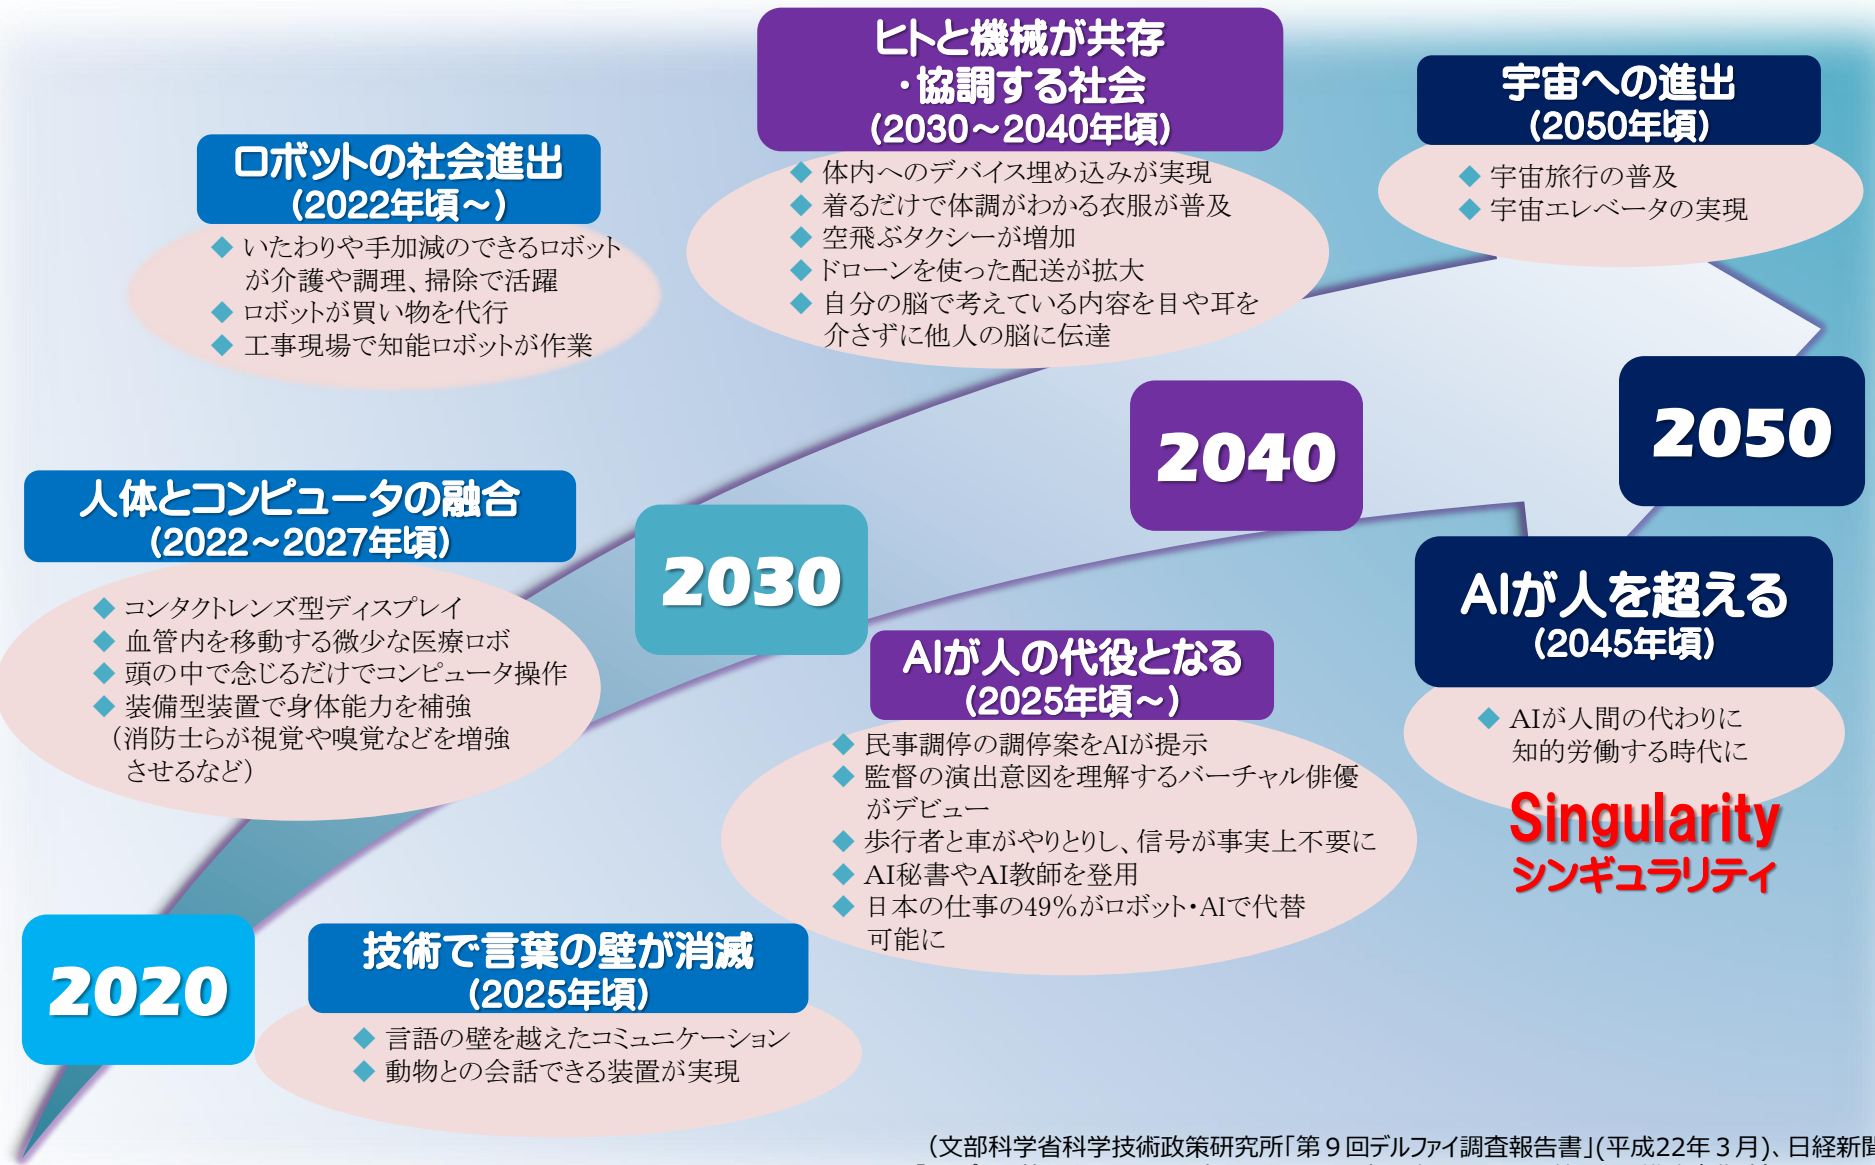 ヒトと機械が共存
・協調する社会
(2030～2040年頃)
◆ 体内へのデバイス埋め込みが実現
◆ 着るだけで体調がわかる衣服が普及
◆ 空飛ぶタクシーが増加
◆ ドローンを使った配送が拡大
◆ 自分の脳で考えている内容を目や耳を
介さずに他人の脳に伝達
宇宙への進出
(2050年頃)
◆ 宇宙旅行の普及
◆ 宇宙エレベータの実現
ロボットの社会進出
(2022年頃～)
◆ いたわりや手加減のできるロボット
が介護や調理、掃除で活躍
◆ ロボットが買い物を代行
◆ 工事現場で知能ロボットが作業
2050
2040
人体とコンピュータの融合
(2022～2027年頃)
◆ コンタクトレンズ型ディスプレイ
◆ 血管内を移動する微少な医療ロボ
◆ 頭の中で念じるだけでコンピュータ操作
◆ 装備型装置で身体能力を補強
(消防士らが視覚や嗅覚などを増強
させるなど)
2030
AIが人の代役となる
(2025年頃～)
◆ 民事調停の調停案をAIが提示
◆ 監督の演出意図を理解するバーチャル俳優
がデビュー
◆ 歩行者と車がやりとりし、信号が事実上不要に
◆ AI秘書やAI教師を登用
◆ 日本の仕事の49%がロボット・AIで代替
可能に
AIが人を超える
(2045年頃)
◆ AIが人間の代わりに
知的労働する時代に
Singularity
シンギュラリティ
2020
技術で言葉の壁が消滅
(2025年頃)
◆ 言語の壁を越えたコミュニケーション
◆ 動物との会話できる装置が実現
(文部科学省科学技術政策研究所「第9回デルファイ調査報告書」(平成22年3月)、日経新聞